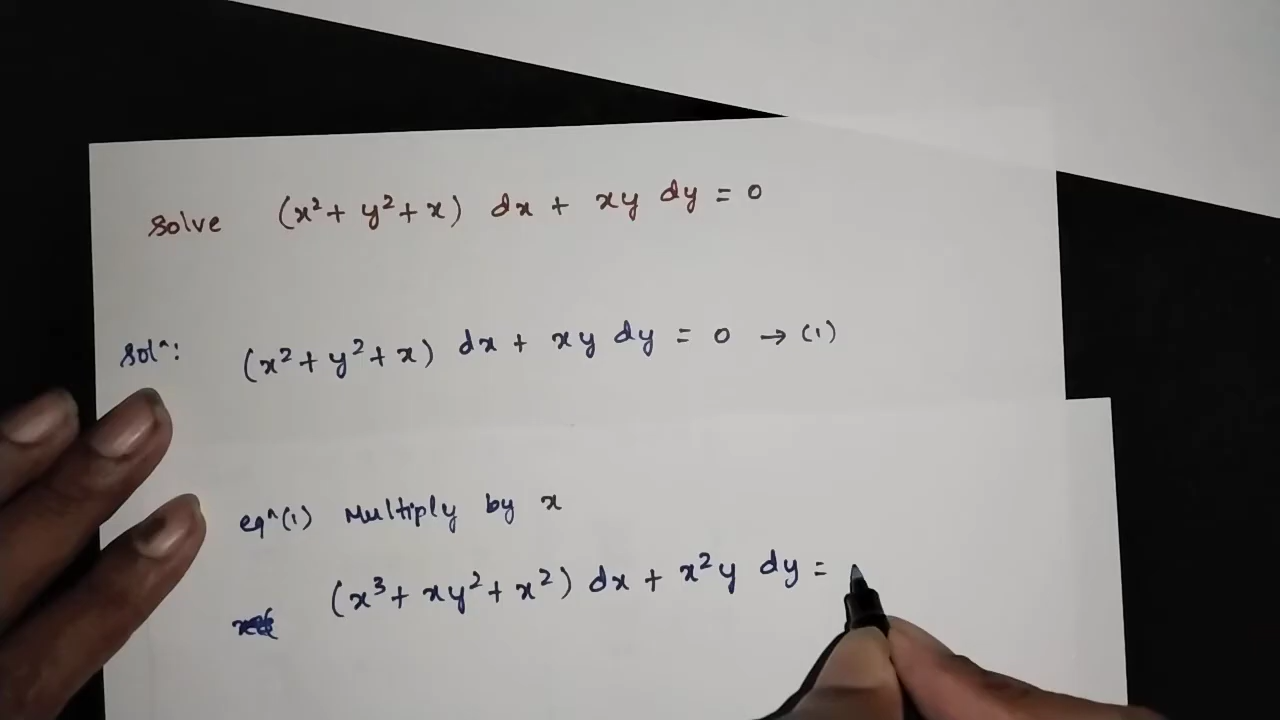 Solve (x² + y² + x) dx + xy dy = 0
Solⁿ: (x² + y² + x) dx + xy dy = 0 → (1)
eqⁿ(1) Multiply by x
(x³ + xy² + x²) dx + x²y dy =